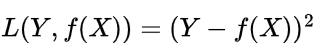 L(Y, f(X)) = (Y − f(X))²